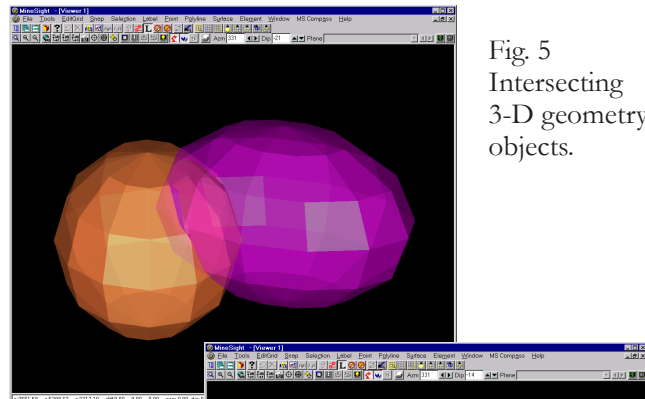 MineSight - [Viewer 1]
File Tools EditGrid Snap Selection Label Point Polyline Surface Element Window MS Compass Help
Azm 331 Dip -21 Plane
Fig. 5
Intersecting
3-D geometry
objects.
MineSight - [Viewer 1]
File Tools EditGrid Snap Selection Label Point Polyline Surface Element Window MS Compass Help
Azm 331 Dip -14 Plane